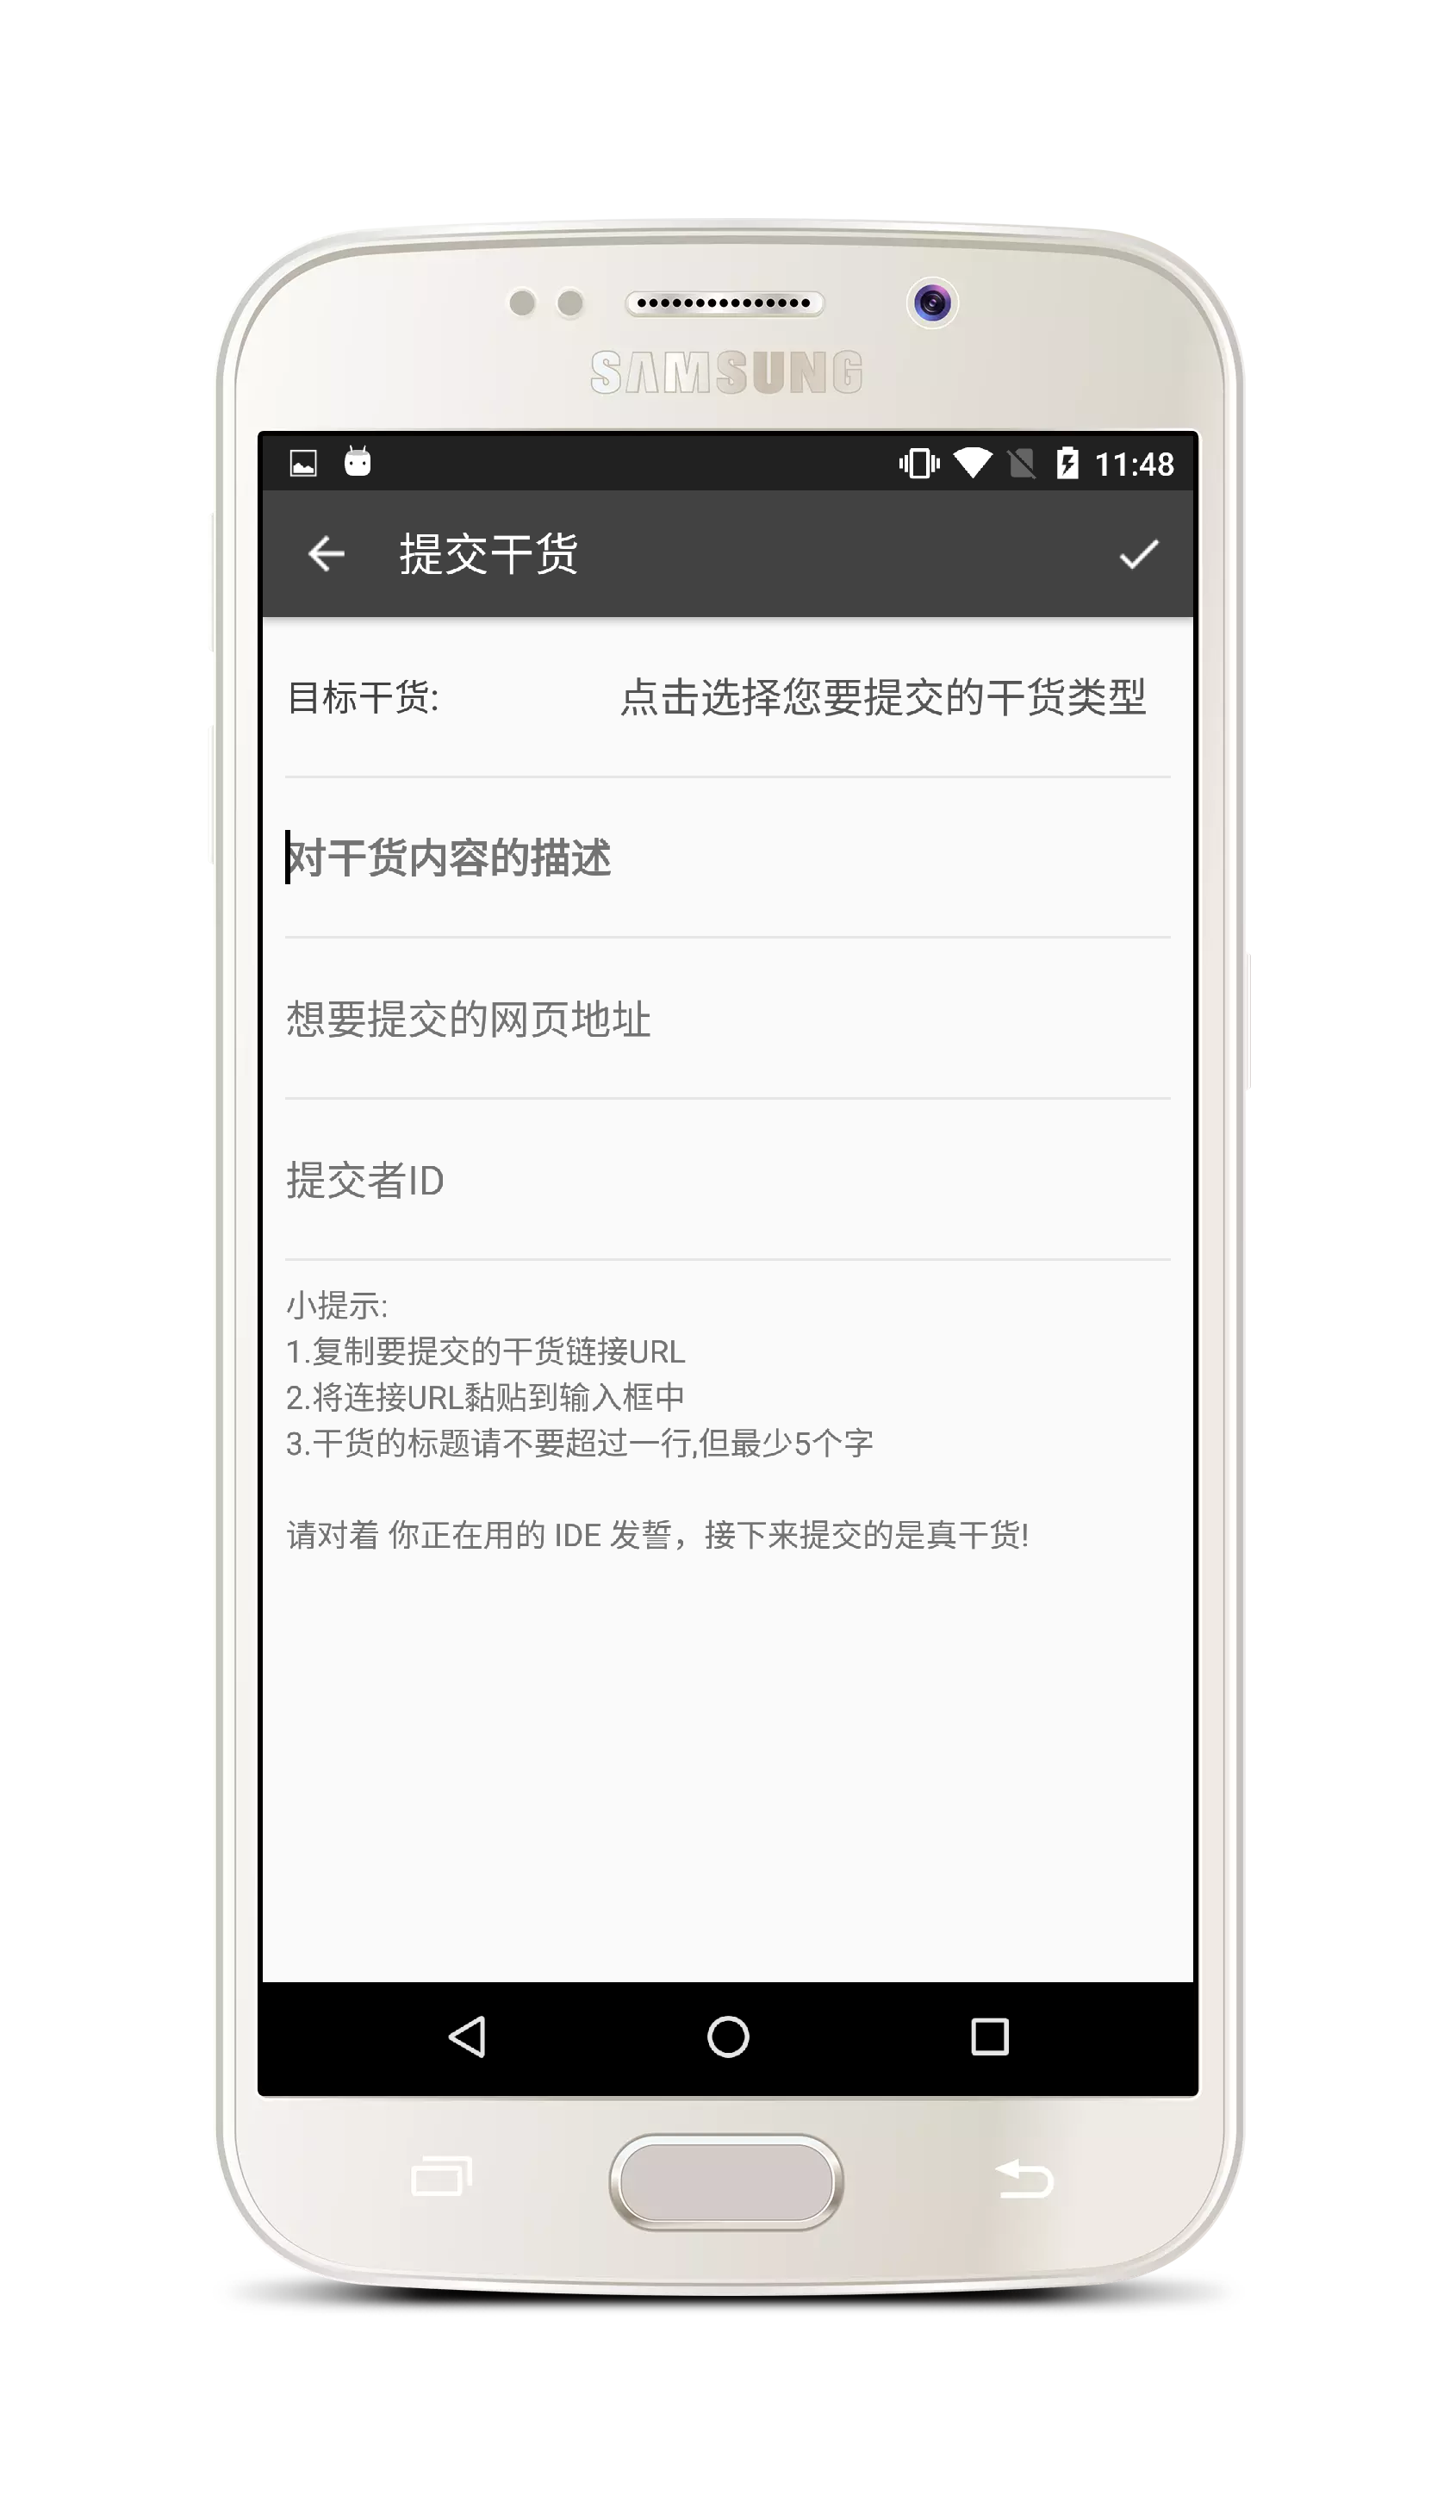 SAMSUNG
11:48
提交干货
目标干货: 点击选择您要提交的干货类型
对干货内容的描述
想要提交的网页地址
提交者ID
小提示:
1.复制要提交的干货链接URL
2.将连接URL黏贴到输入框中
3.干货的标题请不要超过一行,但最少5个字
请对着 你正在用的 IDE 发誓，接下来提交的是真干货!